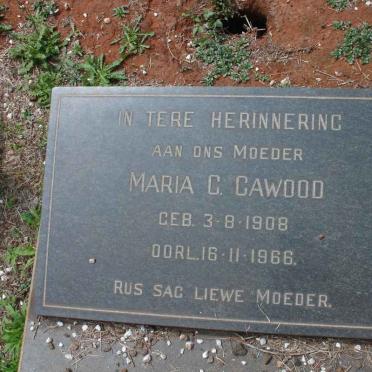 IN TERE HERINNERING
AAN ONS MOEDER
MARIA C. CAWOOD
GEB. 3-8-1908
OORL. 16-11-1966.
RUS SAG LIEWE MOEDER.